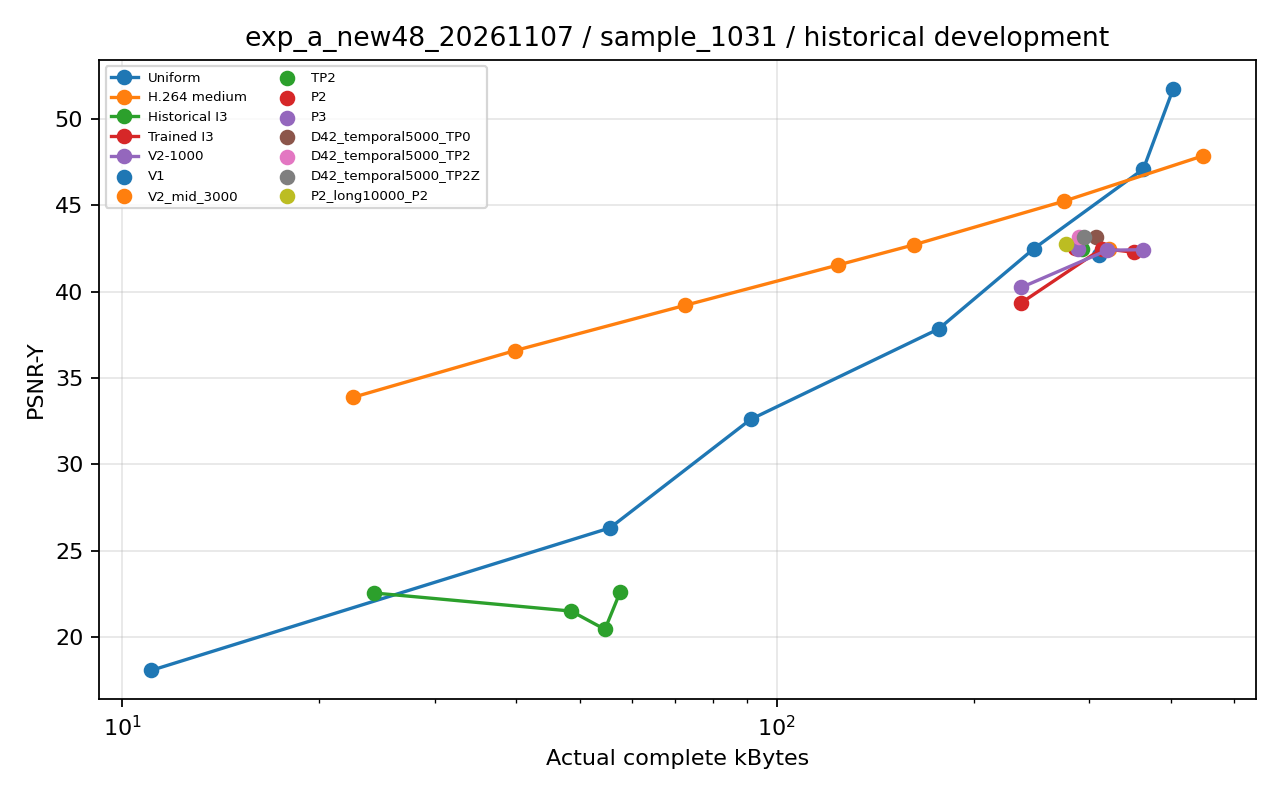 exp_a_new48_20261107 / sample_1031 / historical development
Uniform
H.264 medium
Historical I3
Trained I3
V2-1000
V1
V2_mid_3000
TP2
P2
P3
D42_temporal5000_TP0
D42_temporal5000_TP2
D42_temporal5000_TP2Z
P2_long10000_P2
PSNR-Y
50
45
40
35
30
25
20
10¹
10²
Actual complete kBytes